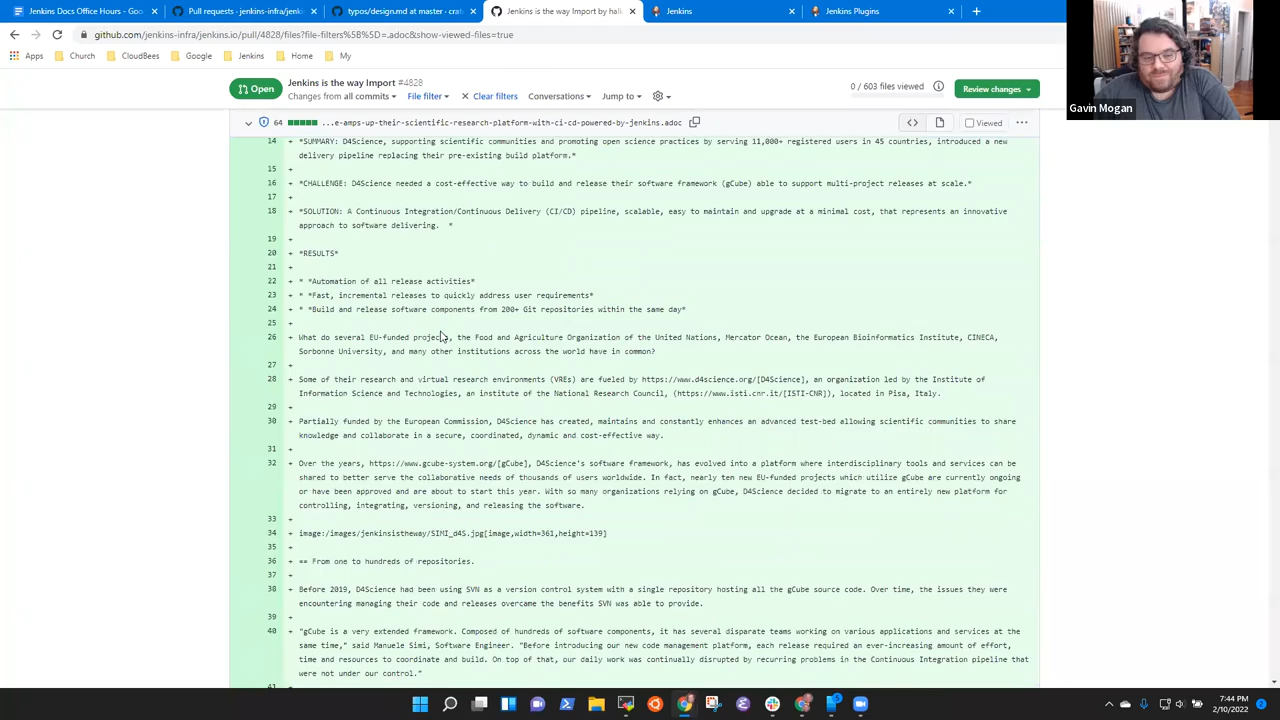 Jenkins Docs Office Hours - Goo
Pull requests · jenkins-infra/jenki
typos/design.md at master · crat
Jenkins is the way Import by hal
Jenkins
Jenkins Plugins
github.com/jenkins-infra/jenkins.io/pull/4828/files?file-filters%5B%5D=.adoc&show-viewed-files=true
Apps Church CloudBees Google Jenkins Home My
Gavin Mogan
Open
Jenkins is the way Import #4828
Changes from all commits File filter Clear filters Conversations Jump to
0 / 603 files viewed
Review changes
64 ...e-amps-up-their-scientific-research-platform-with-ci-cd-powered-by-jenkins.adoc
Viewed
14 + *SUMMARY: D4Science, supporting scientific communities and promoting open science practices by serving 11,000+ registered users in 45 countries, introduced a new
delivery pipeline replacing their pre-existing build platform.*
15 +
16 + *CHALLENGE: D4Science needed a cost-effective way to build and release their software framework (gCube) able to support multi-project releases at scale.*
17 +
18 + *SOLUTION: A Continuous Integration/Continuous Delivery (CI/CD) pipeline, scalable, easy to maintain and upgrade at a minimal cost, that represents an innovative
approach to software delivering. *
19 +
20 + *RESULTS*
21 +
22 + * *Automation of all release activities*
23 + * *Fast, incremental releases to quickly address user requirements*
24 + * *Build and release software components from 200+ Git repositories within the same day*
25 +
26 + What do several EU-funded projects, the Food and Agriculture Organization of the United Nations, Mercator Ocean, the European Bioinformatics Institute, CINECA,
Sorbonne University, and many other institutions across the world have in common?
27 +
28 + Some of their research and virtual research environments (VREs) are fueled by https://www.d4science.org/[D4Science], an organization led by the Institute of
Information Science and Technologies, an institute of the National Research Council, (https://www.isti.cnr.it/[ISTI-CNR]), located in Pisa, Italy.
29 +
30 + Partially funded by the European Commission, D4Science has created, maintains and constantly enhances an advanced test-bed allowing scientific communities to share
knowledge and collaborate in a secure, coordinated, dynamic and cost-effective way.
31 +
32 + Over the years, https://www.gcube-system.org/[gCube], D4Science's software framework, has evolved into a platform where interdisciplinary tools and services can be
shared to better serve the collaborative needs of thousands of users worldwide. In fact, nearly ten new EU-funded projects which utilize gCube are currently ongoing
or have been approved and are about to start this year. With so many organizations relying on gCube, D4Science decided to migrate to an entirely new platform for
controlling, integrating, versioning, and releasing the software.
33 +
34 + image:/images/jenkinsistheway/SIMI_d4S.jpg[image,width=361,height=139]
35 +
36 + == From one to hundreds of repositories.
37 +
38 + Before 2019, D4Science had been using SVN as a version control system with a single repository hosting all the gCube source code. Over time, the issues they were
encountering managing their code and releases overcame the benefits SVN was able to provide.
39 +
40 + "gCube is a very extended framework. Composed of hundreds of software components, it has several disparate teams working on various applications and services at the
same time," said Manuele Simi, Software Engineer. "Before introducing our new code management platform, each release required an ever-increasing amount of effort,
time and resources to coordinate and build. On top of that, our daily work was continually disrupted by recurring problems in the Continuous Integration pipeline that
were not under our control."
41
7:44 PM
2/10/2022